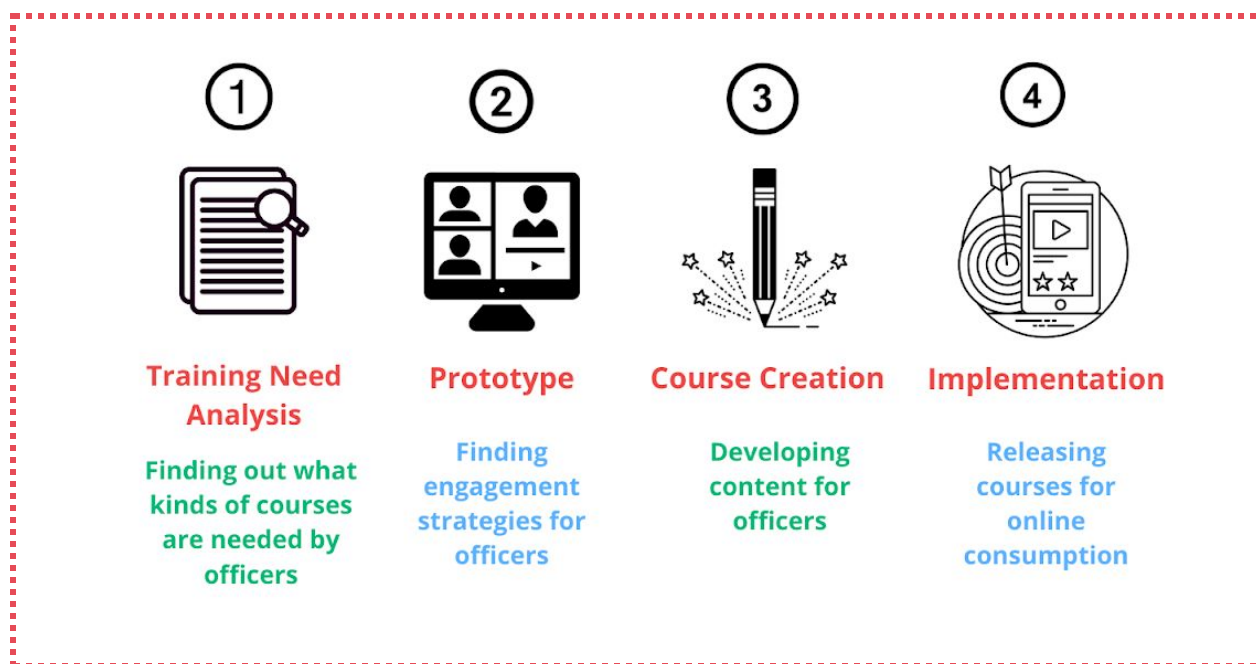 1
2
3
4
Training Need
Analysis
Finding out what
kinds of courses
are needed by
officers
Prototype
Finding
engagement
strategies for
officers
Course Creation
Developing
content for
officers
Implementation
Releasing
courses for
online
consumption